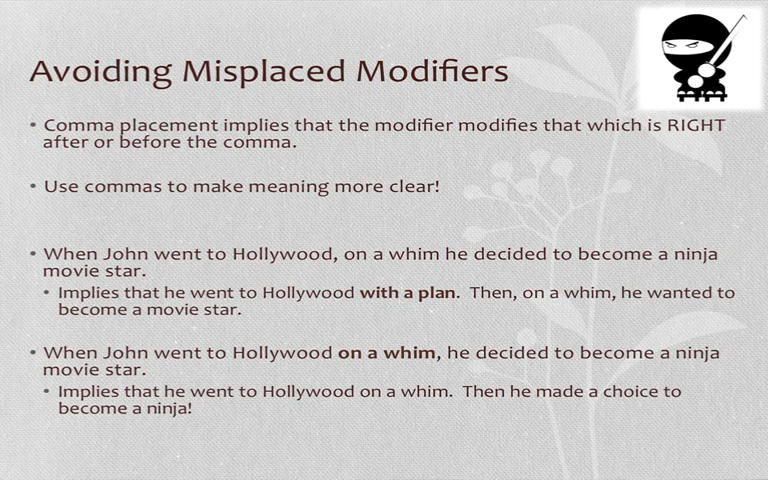 Avoiding Misplaced Modifiers
• Comma placement implies that the modifier modifies that which is RIGHT
after or before the comma.
• Use commas to make meaning more clear!
• When John went to Hollywood, on a whim he decided to become a ninja
movie star.
• Implies that he went to Hollywood with a plan. Then, on a whim, he wanted to
become a movie star.
• When John went to Hollywood on a whim, he decided to become a ninja
movie star.
• Implies that he went to Hollywood on a whim. Then he made a choice to
become a ninja!